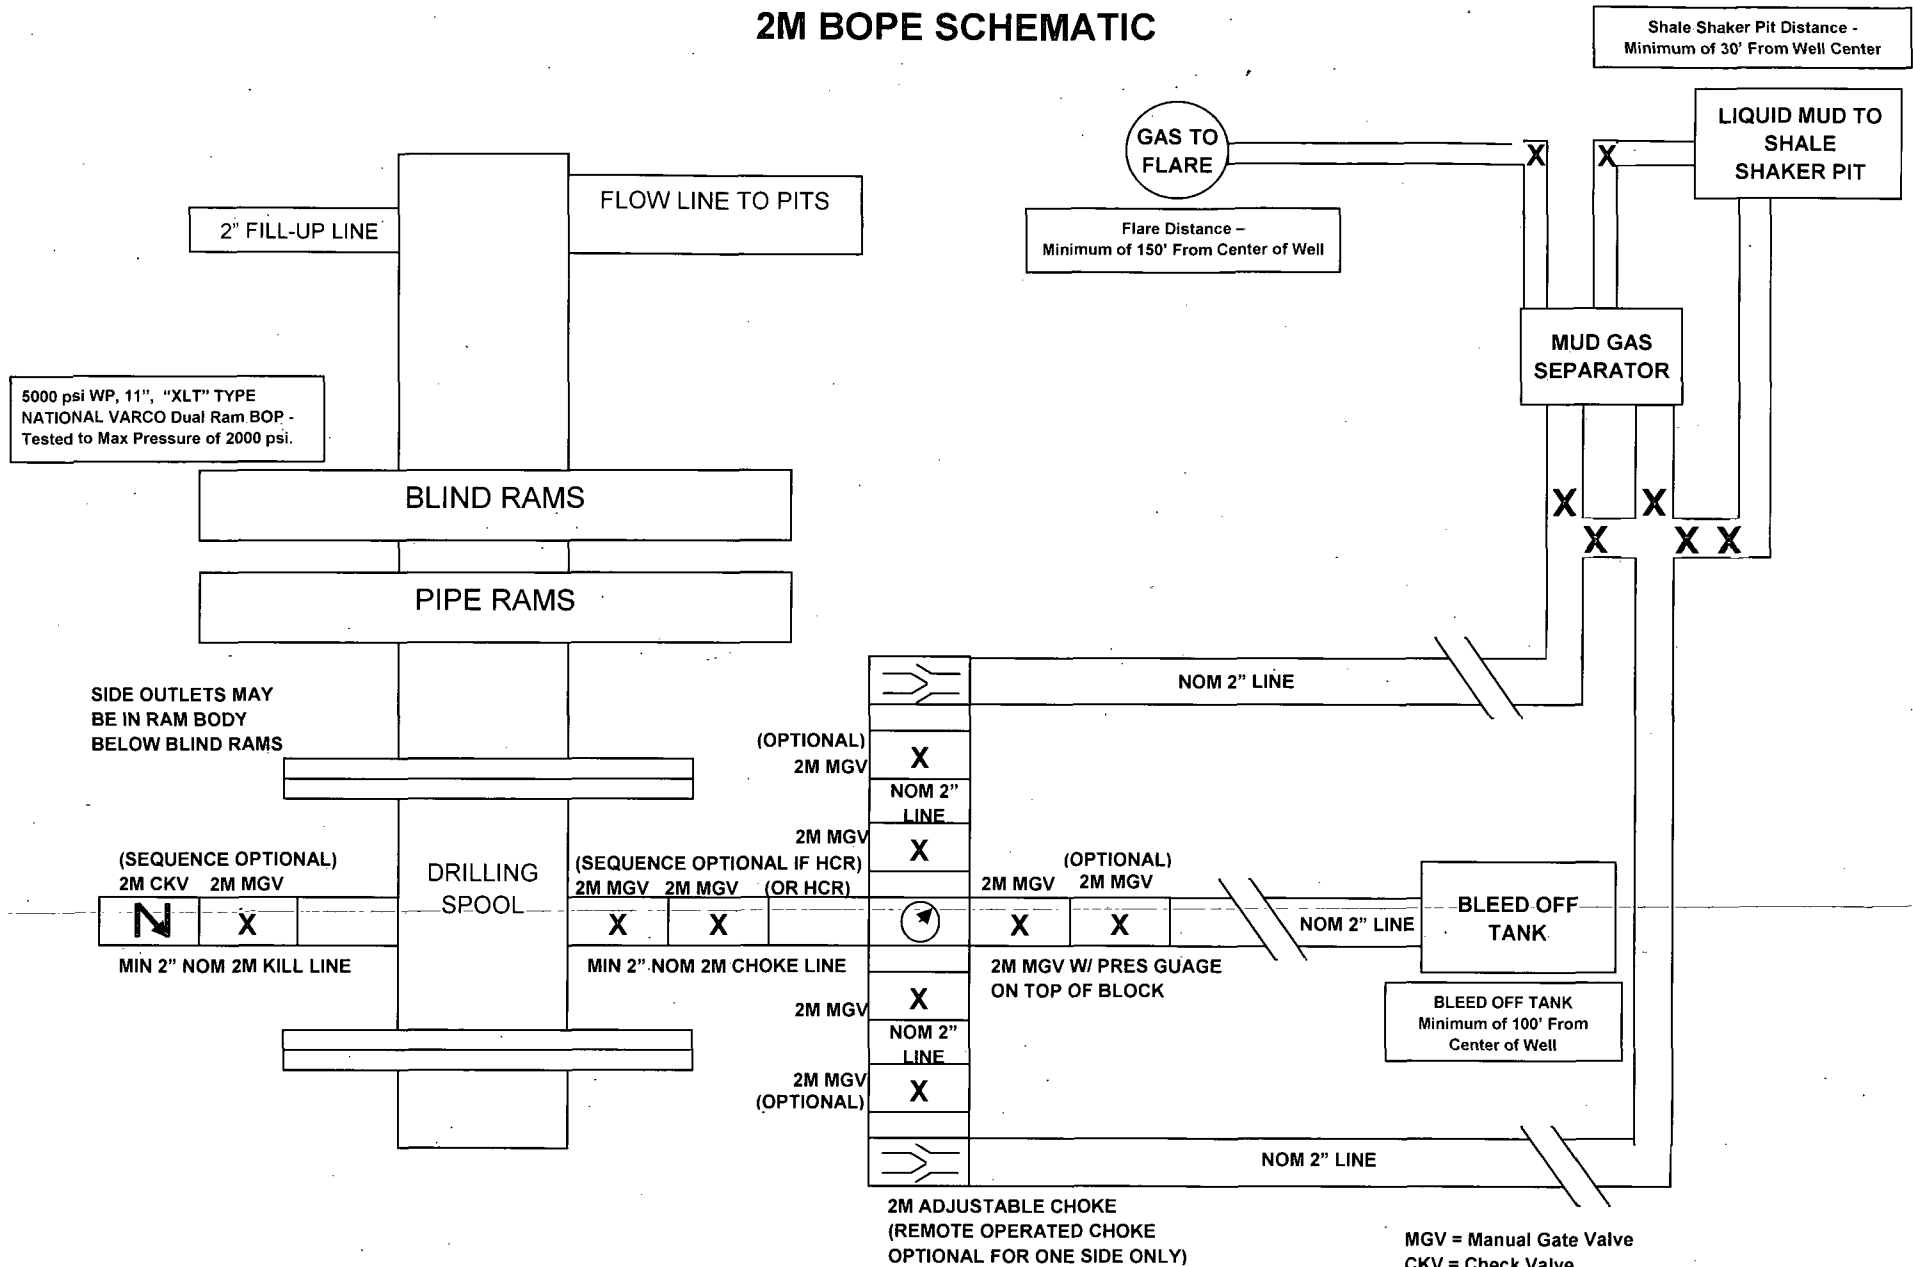 2M BOPE SCHEMATIC
Shale Shaker Pit Distance -
Minimum of 30' From Well Center
GAS TO
FLARE
X
X
LIQUID MUD TO
SHALE
SHAKER PIT
FLOW LINE TO PITS
2” FILL-UP LINE
Flare Distance –
Minimum of 150' From Center of Well
MUD GAS
SEPARATOR
5000 psi WP, 11”, “XLT” TYPE
NATIONAL VARCO Dual Ram BOP -
Tested to Max Pressure of 2000 psi.
BLIND RAMS
X
X
X
X
X
PIPE RAMS
SIDE OUTLETS MAY
BE IN RAM BODY
BELOW BLIND RAMS
NOM 2” LINE
(OPTIONAL)
2M MGV
X
NOM 2”
LINE
2M MGV
X
(SEQUENCE OPTIONAL)
2M CKV 2M MGV
X
MIN 2” NOM 2M KILL LINE
DRILLING
SPOOL
(SEQUENCE OPTIONAL IF HCR)
2M MGV 2M MGV (OR HCR)
X X
MIN 2” NOM 2M CHOKE LINE
(OPTIONAL)
2M MGV 2M MGV
X X
2M MGV W/ PRES GUAGE
ON TOP OF BLOCK
NOM 2” LINE
BLEED OFF
TANK
BLEED OFF TANK
Minimum of 100' From
Center of Well
2M MGV
X
NOM 2”
LINE
2M MGV
(OPTIONAL)
X
NOM 2” LINE
2M ADJUSTABLE CHOKE
(REMOTE OPERATED CHOKE
OPTIONAL FOR ONE SIDE ONLY)
MGV = Manual Gate Valve
CKV = Check Valve